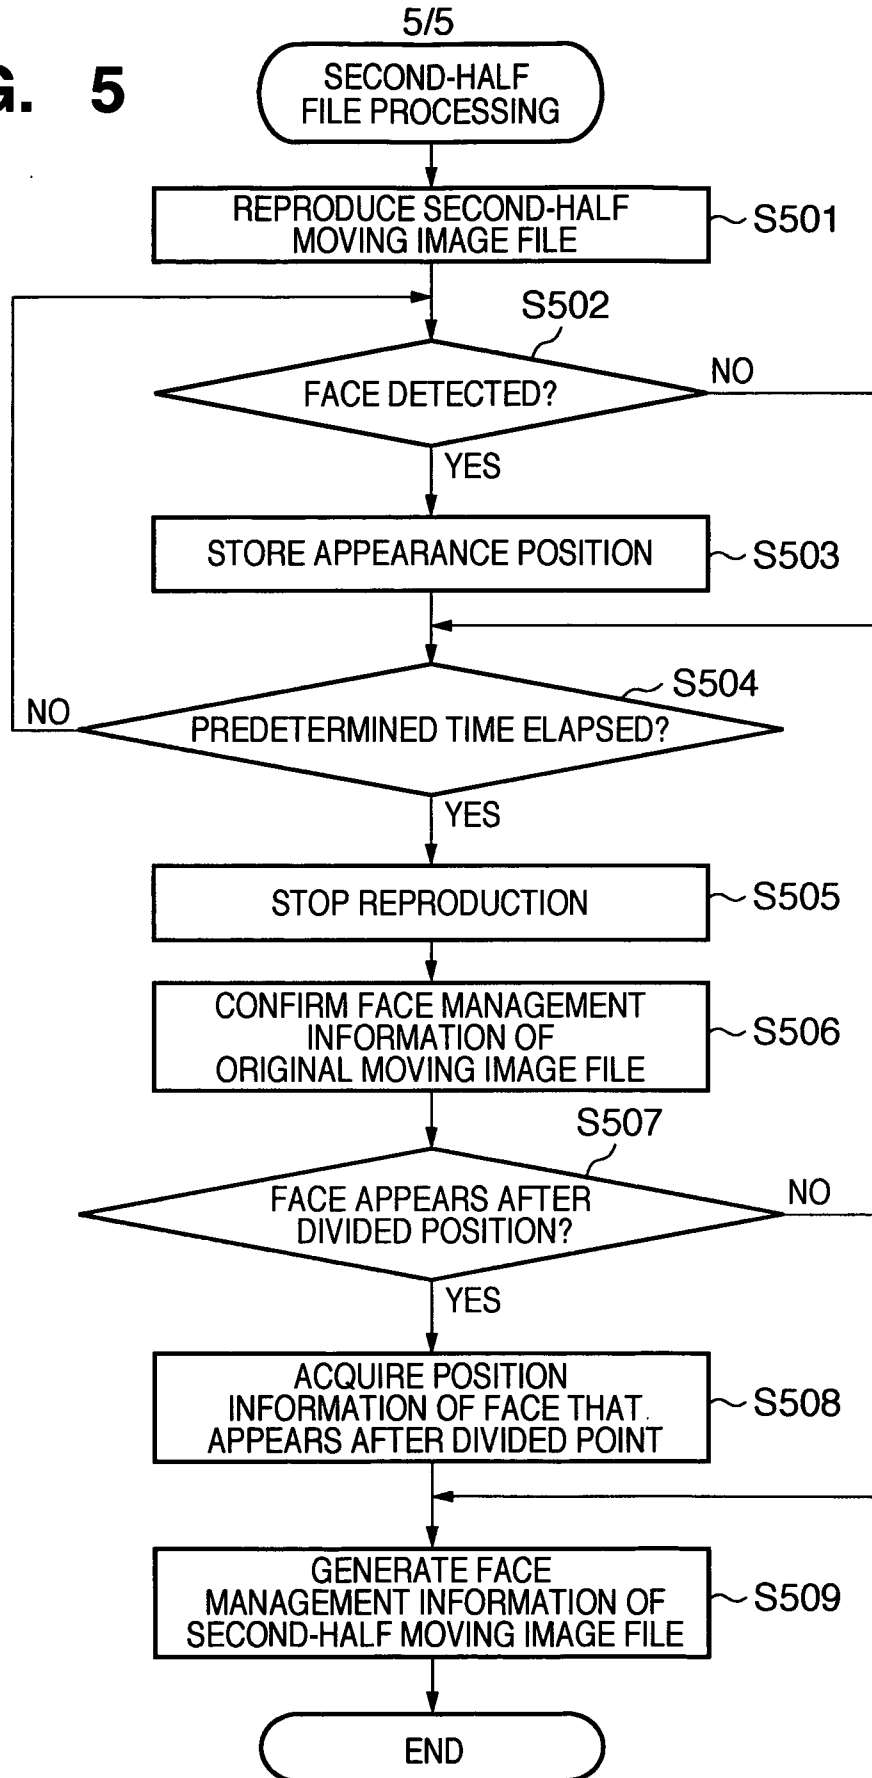 5/5
G. 5
SECOND-HALF
FILE PROCESSING
REPRODUCE SECOND-HALF
MOVING IMAGE FILE
S501
S502
FACE DETECTED?
NO
YES
STORE APPEARANCE POSITION
S503
S504
NO
PREDETERMINED TIME ELAPSED?
YES
STOP REPRODUCTION
S505
CONFIRM FACE MANAGEMENT
INFORMATION OF
ORIGINAL MOVING IMAGE FILE
S506
S507
FACE APPEARS AFTER
DIVIDED POSITION?
NO
YES
ACQUIRE POSITION
INFORMATION OF FACE THAT
APPEARS AFTER DIVIDED POINT
S508
GENERATE FACE
MANAGEMENT INFORMATION OF
SECOND-HALF MOVING IMAGE FILE
S509
END